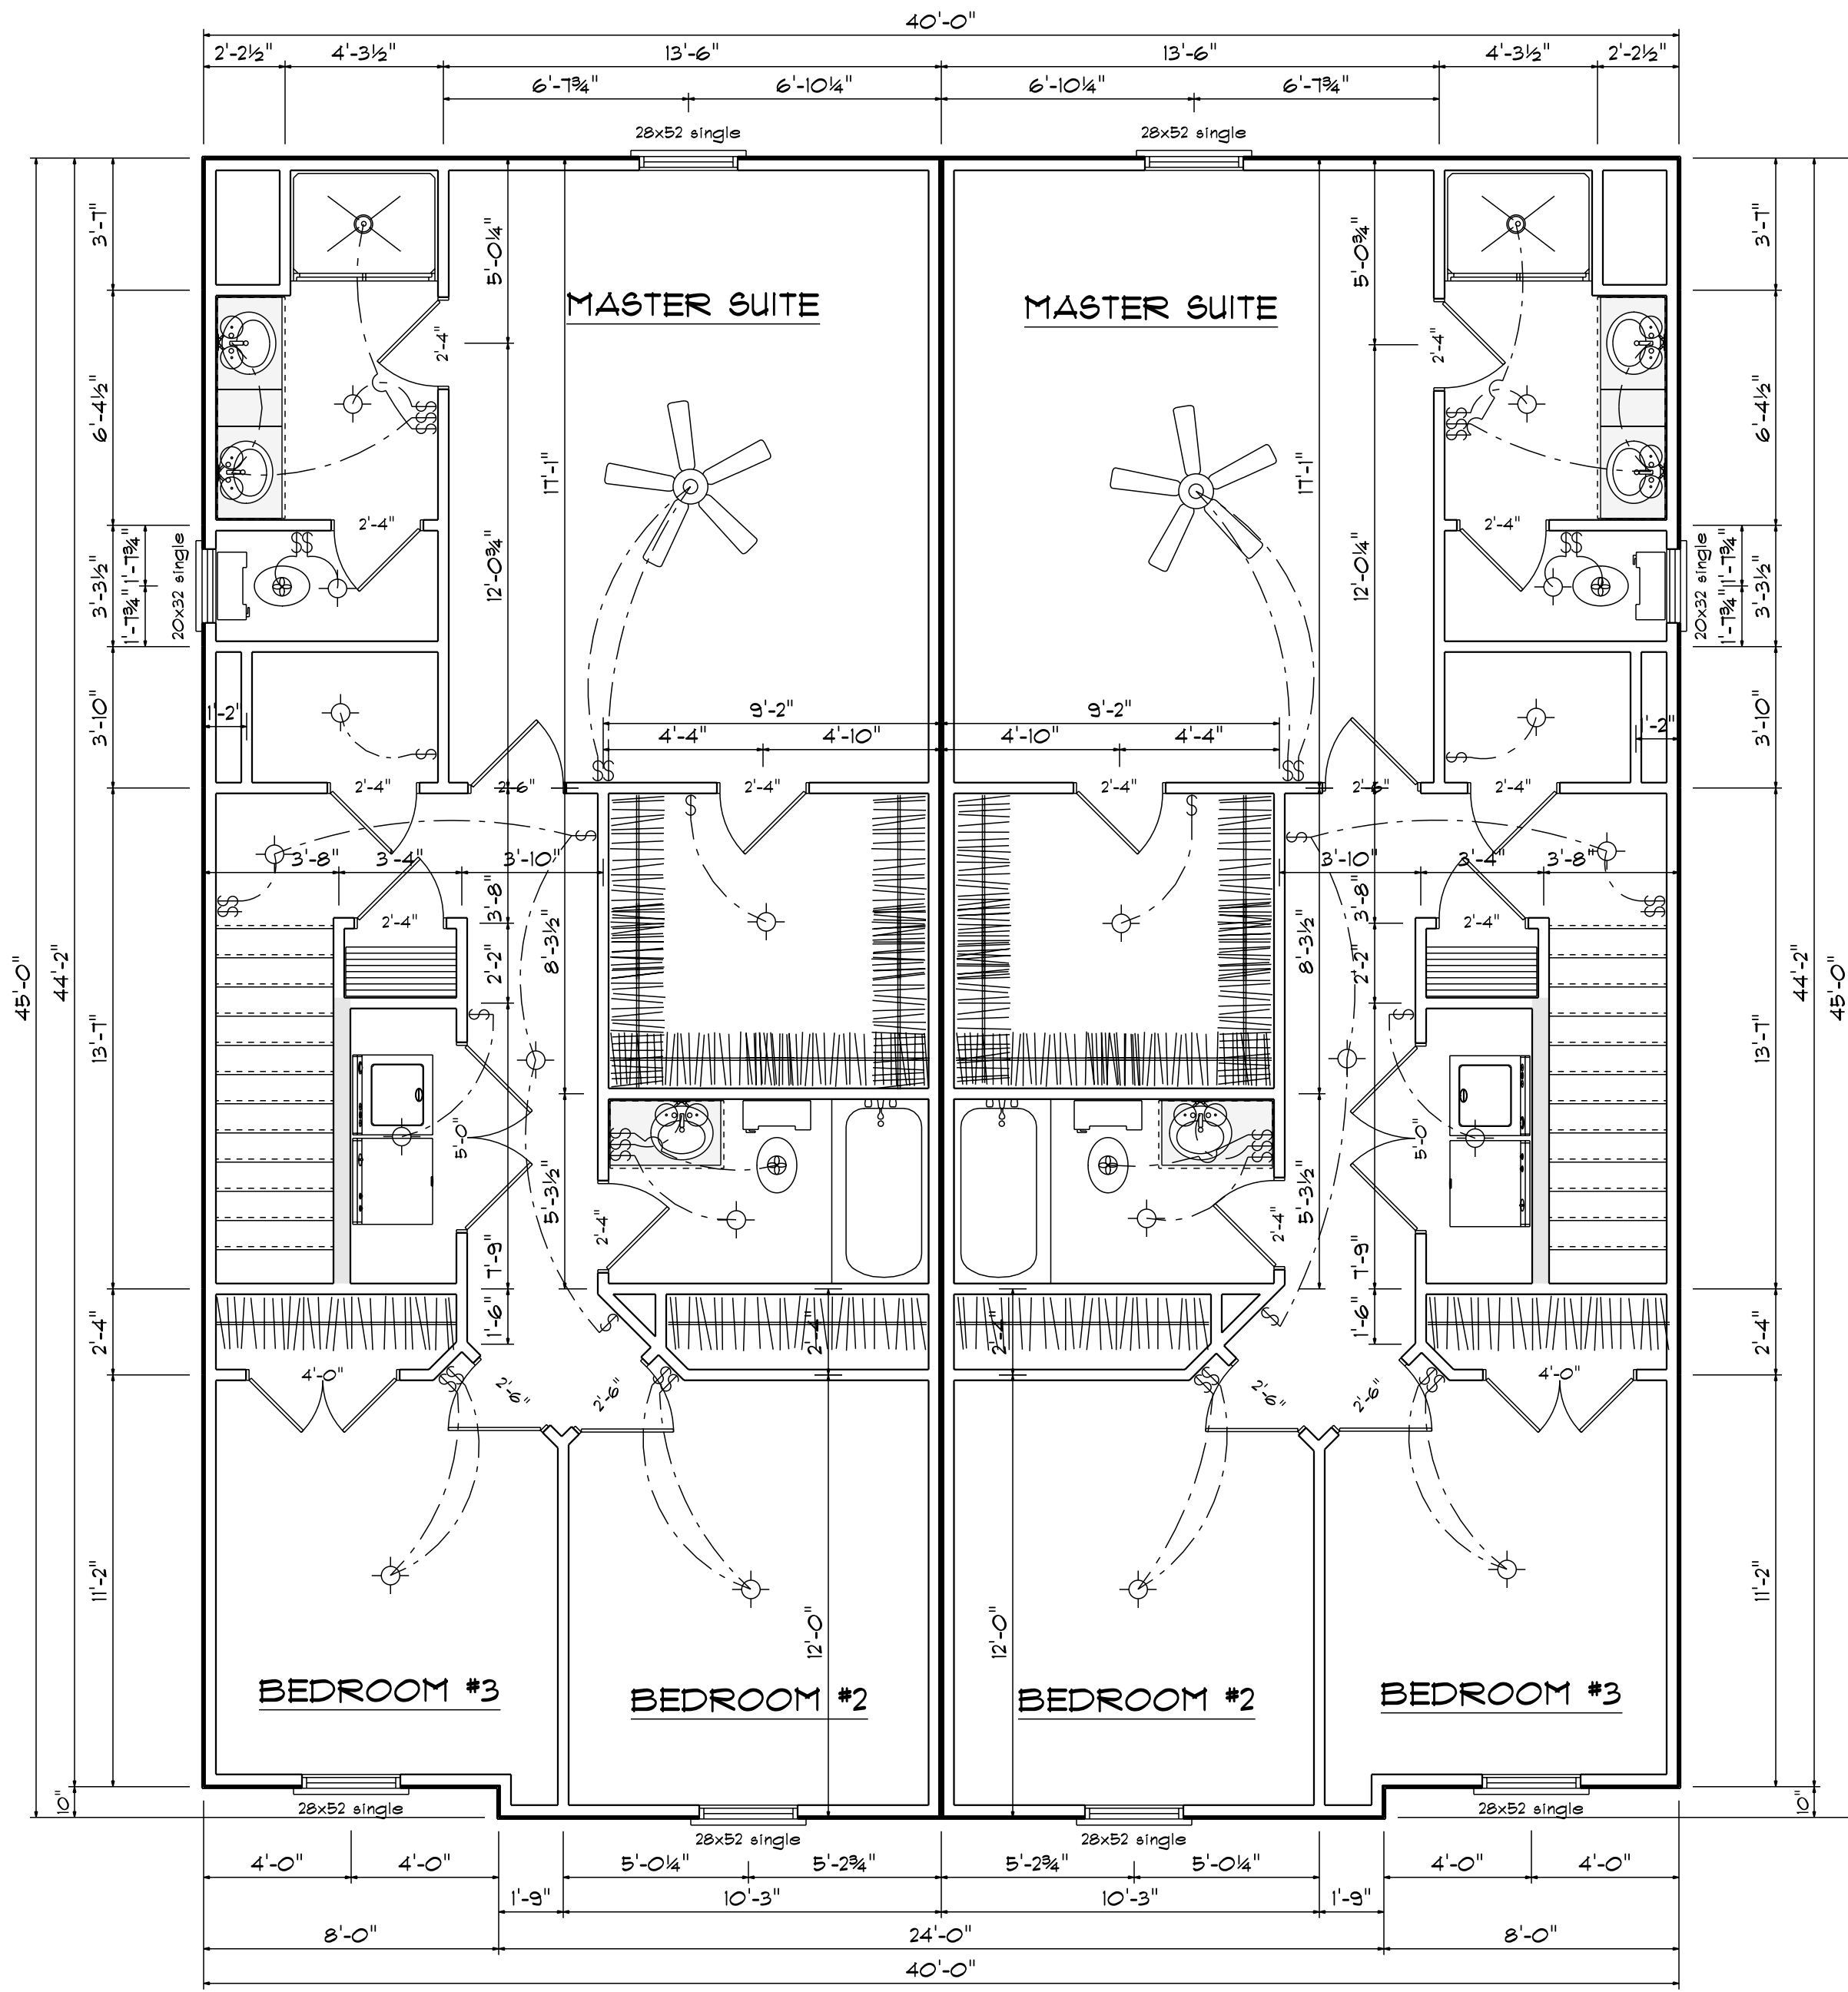 40'-0"
2'-2½" 4'-3½" 13'-6" 13'-6" 4'-3½" 2'-2½"
6'-7¾" 6'-10¼" 6'-10¼" 6'-7¾"
28x52 single 28x52 single
3'-7" 5'-0¼" 5'-0¾" 3'-7"
MASTER SUITE MASTER SUITE
2'-4" 2'-4"
6'-4½" 6'-4½"
$$$ $$$
17'-1" 17'-1"
2'-4" 2'-4"
$$ $$
20x32 single 1'-7¾" 1'-7¾" 3'-3½" 12'-0¾" 12'-0¼" 20x32 single 1'-7¾" 1'-7¾" 3'-3½"
3'-10" 1'-2" 9'-2" 9'-2" 1'-2" 3'-10"
4'-4" 4'-10" 4'-10" 4'-4"
$ $$ $$ $
2'-4" 2'-6" 2'-4" 2'-4" 2'-6" 2'-4"
$ $ $ $
3'-8" 3'-4" 3'-10" 3'-10" 3'-4" 3'-8"
$$ 2'-4" 3'-8" 3'-8" 2'-4" $$
45'-0" 44'-2" 2'-2" 8'-3½" 8'-3½" 2'-2" 44'-2" 45'-0"
$ $
13'-7" 13'-7"
5'-0" $$$ $$$ 5'-0"
5'-3½" 5'-3½"
2'-4" 2'-4"
7'-9" 7'-9"
2'-4" 1'-6" $ 2'-4" 2'-4" $ 1'-6" 2'-4"
4'-0" $$ 2'-6" 2'-6" $$ $$ 2'-6" 2'-6" $$ 4'-0"
11'-2" 12'-0" 12'-0" 11'-2"
BEDROOM #3 BEDROOM #2 BEDROOM #2 BEDROOM #3
10" 28x52 single 28x52 single 10"
28x52 single 28x52 single
4'-0" 4'-0" 5'-0¼" 5'-2¾" 5'-2¾" 5'-0¼" 4'-0" 4'-0"
1'-9" 10'-3" 10'-3" 1'-9"
8'-0" 24'-0" 8'-0"
40'-0"